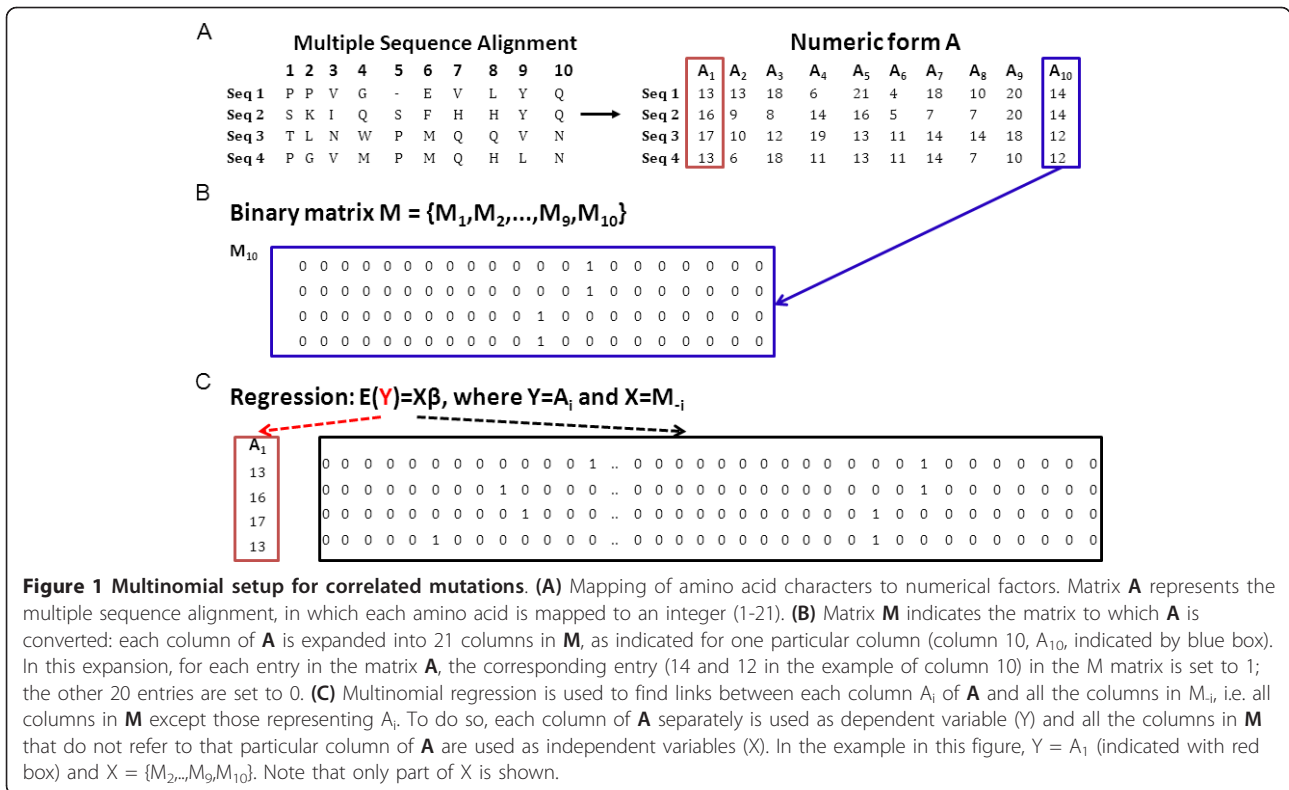 A
Multiple Sequence Alignment
1 2 3 4 5 6 7 8 9 10
Seq 1 P P V G - E V L Y Q
Seq 2 S K I Q S F H H Y Q
Seq 3 T L N W P M Q Q V N
Seq 4 P G V M P M Q H L N
Numeric form A
A1 A2 A3 A4 A5 A6 A7 A8 A9 A10
Seq 1 13 13 18 6 21 4 18 10 20 14
Seq 2 16 9 8 14 16 5 7 7 20 14
Seq 3 17 10 12 19 13 11 14 14 18 12
Seq 4 13 6 18 11 13 11 14 7 10 12
B
Binary matrix M = {M1,M2,...,M9,M10}
M10
0 0 0 0 0 0 0 0 0 0 0 0 0 1 0 0 0 0 0 0 0
0 0 0 0 0 0 0 0 0 0 0 0 0 1 0 0 0 0 0 0 0
0 0 0 0 0 0 0 0 0 0 0 1 0 0 0 0 0 0 0 0 0
0 0 0 0 0 0 0 0 0 0 0 1 0 0 0 0 0 0 0 0 0
C
Regression: E(Y)=Xβ, where Y=Ai and X=M-i
A1
13
16
17
13
0 0 0 0 0 0 0 0 0 0 0 0 1 .. 0 0 0 0 0 0 0 0 0 0 0 0 0 1 0 0 0 0 0 0 0
0 0 0 0 0 0 0 0 1 0 0 0 0 .. 0 0 0 0 0 0 0 0 0 0 0 0 0 1 0 0 0 0 0 0 0
0 0 0 0 0 0 0 0 0 1 0 0 0 .. 0 0 0 0 0 0 0 0 0 0 0 1 0 0 0 0 0 0 0 0 0
0 0 0 0 0 1 0 0 0 0 0 0 0 .. 0 0 0 0 0 0 0 0 0 0 0 1 0 0 0 0 0 0 0 0 0
Figure 1 Multinomial setup for correlated mutations. (A) Mapping of amino acid characters to numerical factors. Matrix A represents the
multiple sequence alignment, in which each amino acid is mapped to an integer (1-21). (B) Matrix M indicates the matrix to which A is
converted: each column of A is expanded into 21 columns in M, as indicated for one particular column (column 10, A10, indicated by blue box).
In this expansion, for each entry in the matrix A, the corresponding entry (14 and 12 in the example of column 10) in the M matrix is set to 1;
the other 20 entries are set to 0. (C) Multinomial regression is used to find links between each column Ai of A and all the columns in M-i, i.e. all
columns in M except those representing Ai. To do so, each column of A separately is used as dependent variable (Y) and all the columns in M
that do not refer to that particular column of A are used as independent variables (X). In the example in this figure, Y = A1 (indicated with red
box) and X = {M2,..,M9,M10}. Note that only part of X is shown.